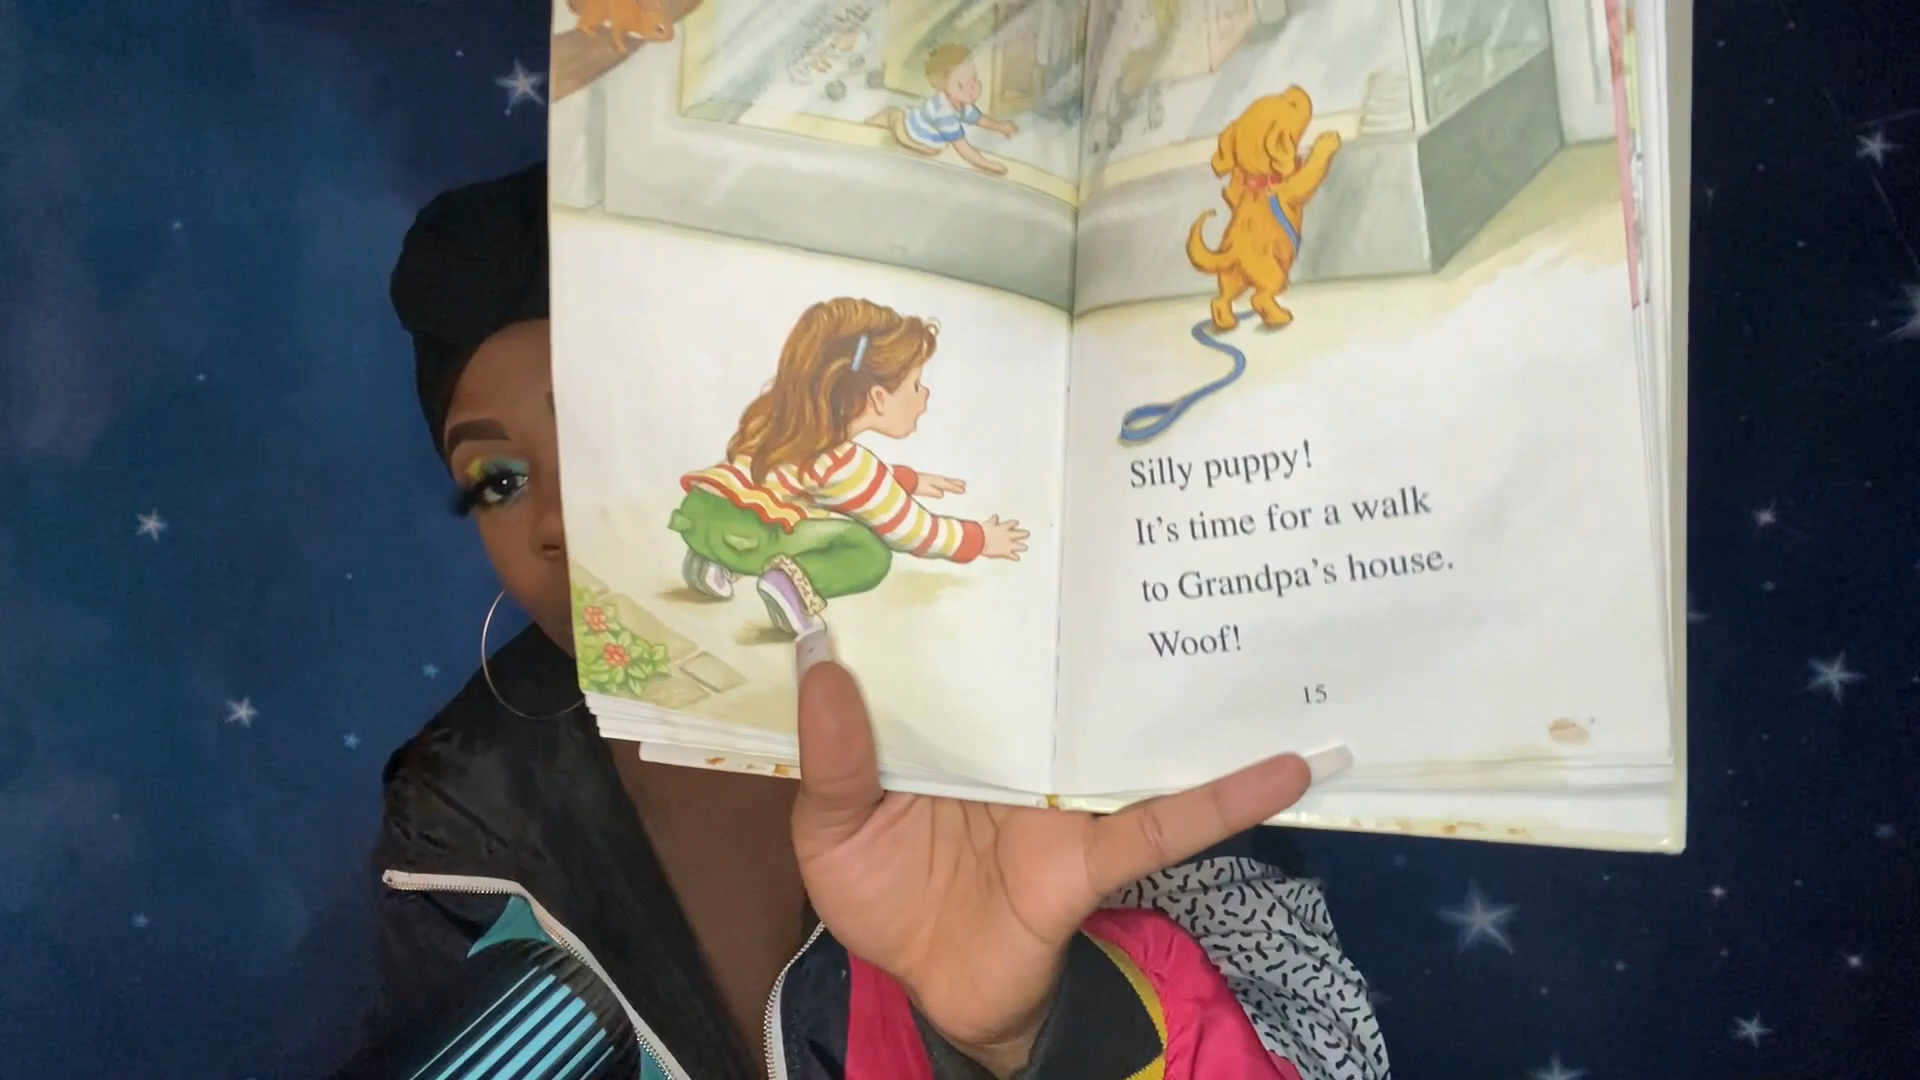 Silly puppy!
It's time for a walk
to Grandpa's house.
Woof!
15